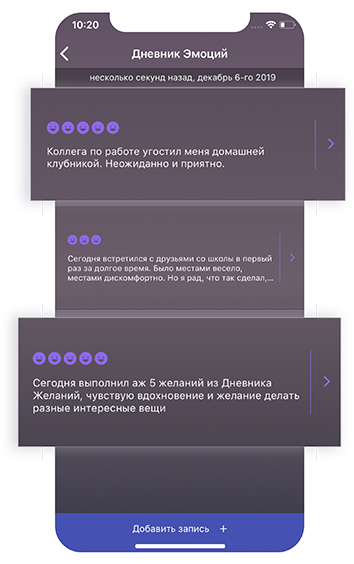 10:20
Дневник Эмоций
несколько секунд назад, декабрь 6-го 2019
Коллега по работе угостил меня домашней
клубникой. Неожиданно и приятно.
Сегодня встретился с друзьями со школы в первый
раз за долгое время. Было местами весело,
местами дискомфортно. Но я рад, что так сделал,...
Сегодня выполнил аж 5 желаний из Дневника
Желаний, чувствую вдохновение и желание делать
разные интересные вещи
Добавить запись +